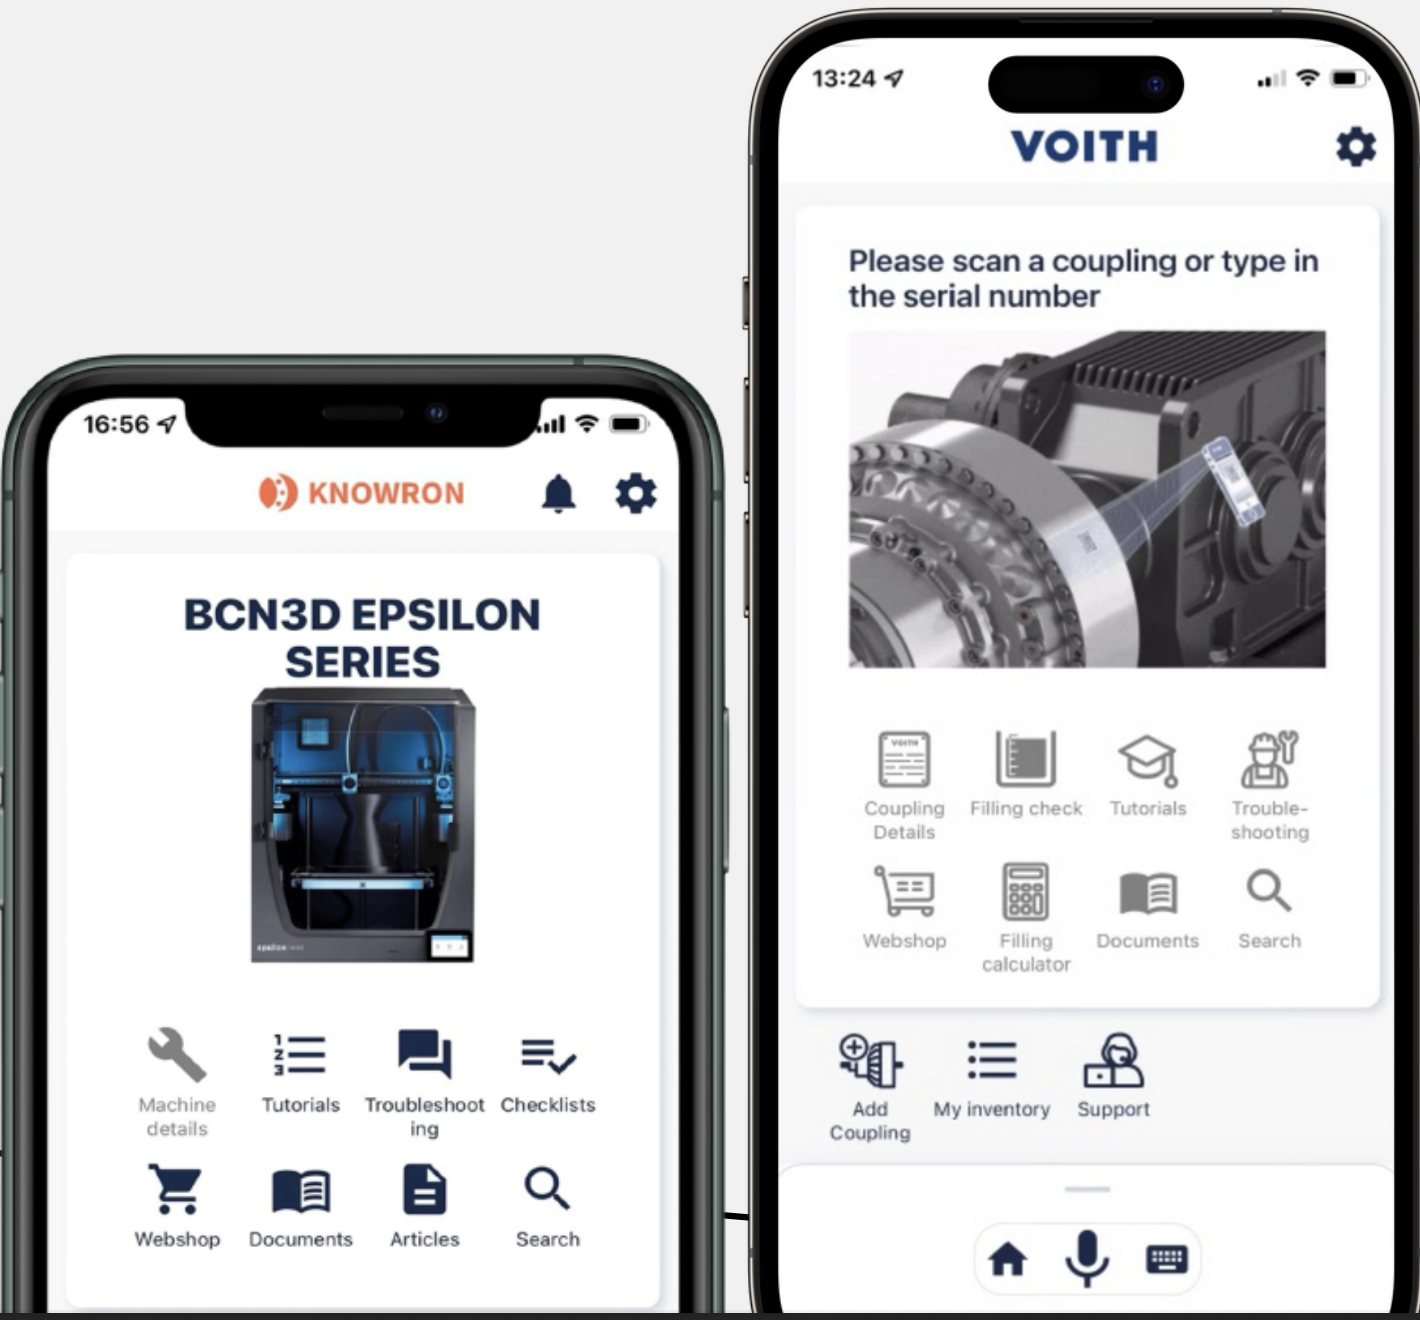 16:56
KNOWRON
BCN3D EPSILON
SERIES
epsilon
Machine
details
Tutorials
Troubleshoot
ing
Checklists
Webshop
Documents
Articles
Search
13:24
VOITH
Please scan a coupling or type in
the serial number
VOITH
Coupling
Details
Filling check
Tutorials
Trouble-
shooting
Webshop
Filling
calculator
Documents
Search
Add
Coupling
My inventory
Support